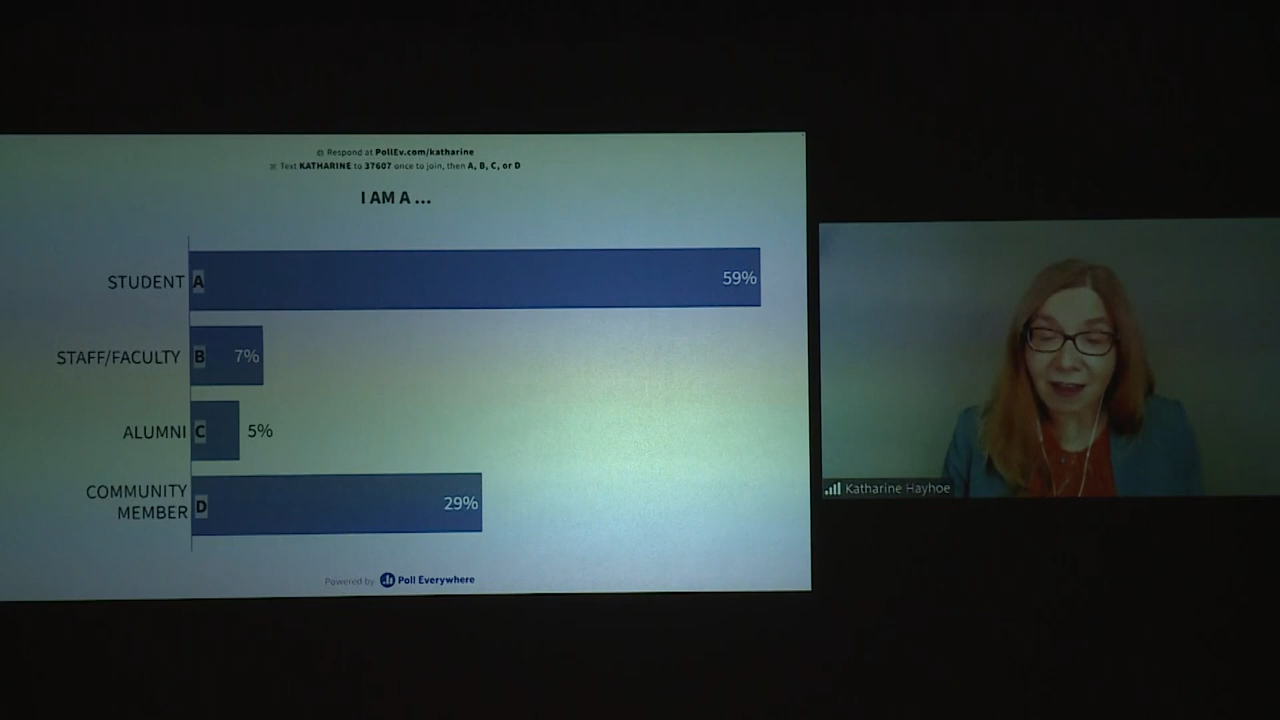 Respond at PollEv.com/katharine
Text KATHARINE to 37607 once to join, then A, B, C, or D
I AM A ...
STUDENT A 59%
STAFF/FACULTY B 7%
ALUMNI C 5%
COMMUNITY
MEMBER D 29%
Powered by Poll Everywhere
Katharine Hayhoe